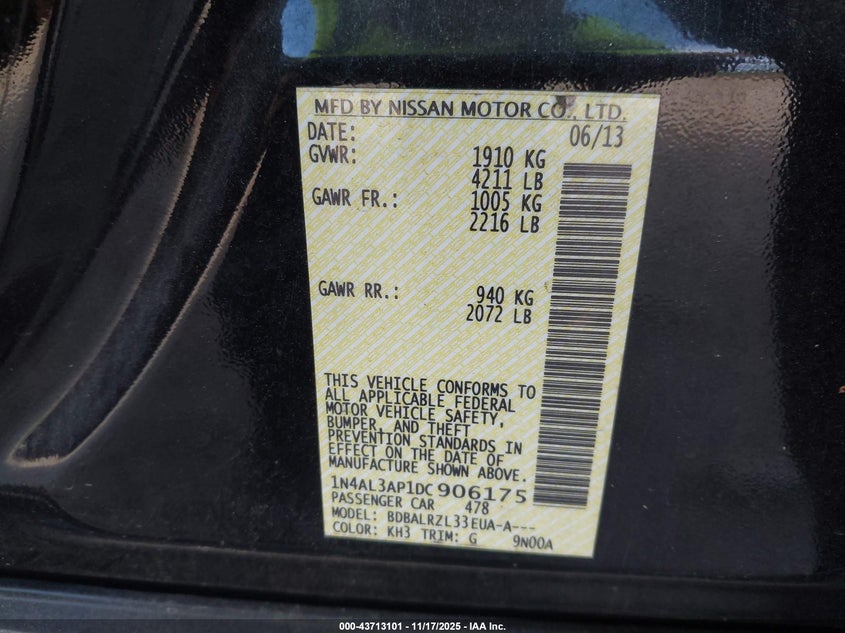 MFD BY NISSAN MOTOR CO., LTD.
DATE: 06/13
GVWR: 1910 KG
4211 LB
GAWR FR.: 1005 KG
2216 LB
GAWR RR.: 940 KG
2072 LB
THIS VEHICLE CONFORMS TO
ALL APPLICABLE FEDERAL
MOTOR VEHICLE SAFETY,
BUMPER, AND THEFT
PREVENTION STANDARDS IN
EFFECT ON THE DATE OF
MANUFACTURE SHOWN ABOVE.
1N4AL3AP1DC906175
PASSENGER CAR 478
MODEL: BDBALRZL33EUA-A---
COLOR: KH3 TRIM: G 9N00A
000-43713101 - 11/17/2025 - IAA Inc.